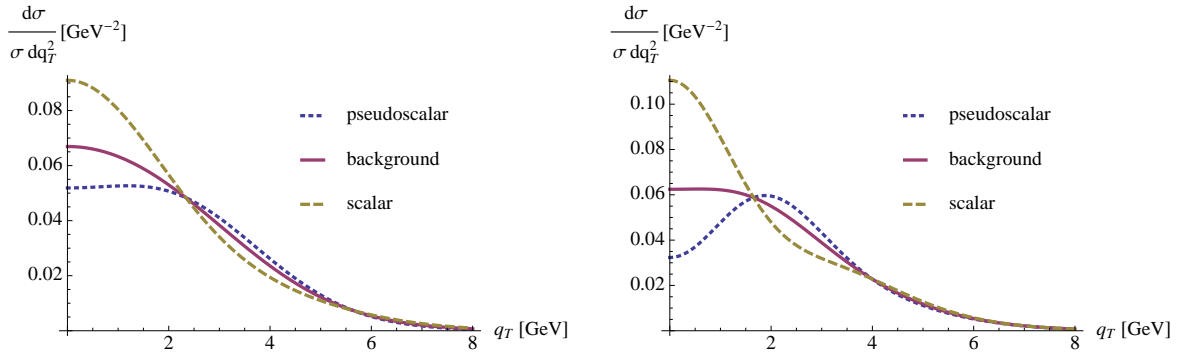 dσ
σ dq_T^2 [GeV^-2]
0.08
0.06
0.04
0.02
2
4
6
8
q_T [GeV]
pseudoscalar
background
scalar
dσ
σ dq_T^2 [GeV^-2]
0.10
0.08
0.06
0.04
0.02
0.00
2
4
6
8
q_T [GeV]
pseudoscalar
background
scalar